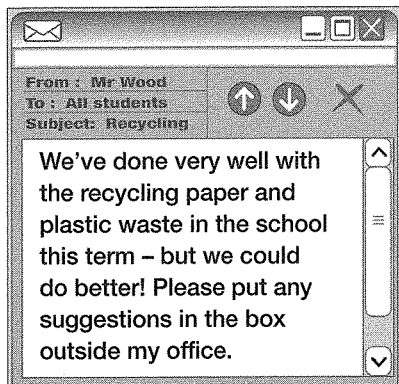 From : Mr Wood
To : All students
Subject: Recycling
We've done very well with
the recycling paper and
plastic waste in the school
this term – but we could
do better! Please put any
suggestions in the box
outside my office.